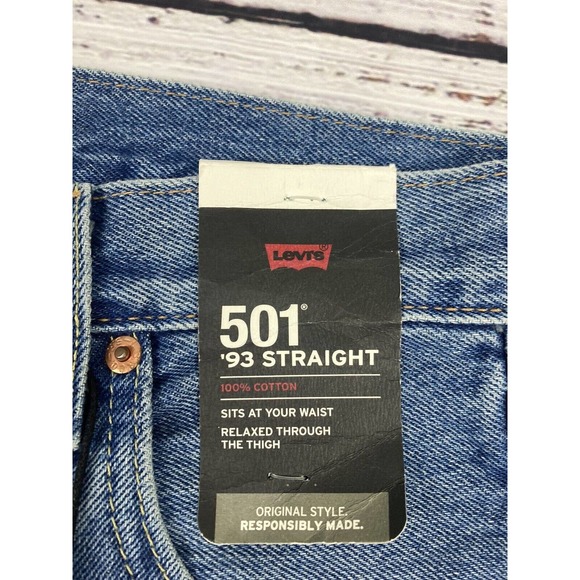 Levi's®
501®
'93 STRAIGHT
100% COTTON
SITS AT YOUR WAIST
RELAXED THROUGH
THE THIGH
ORIGINAL STYLE.
RESPONSIBLY MADE.